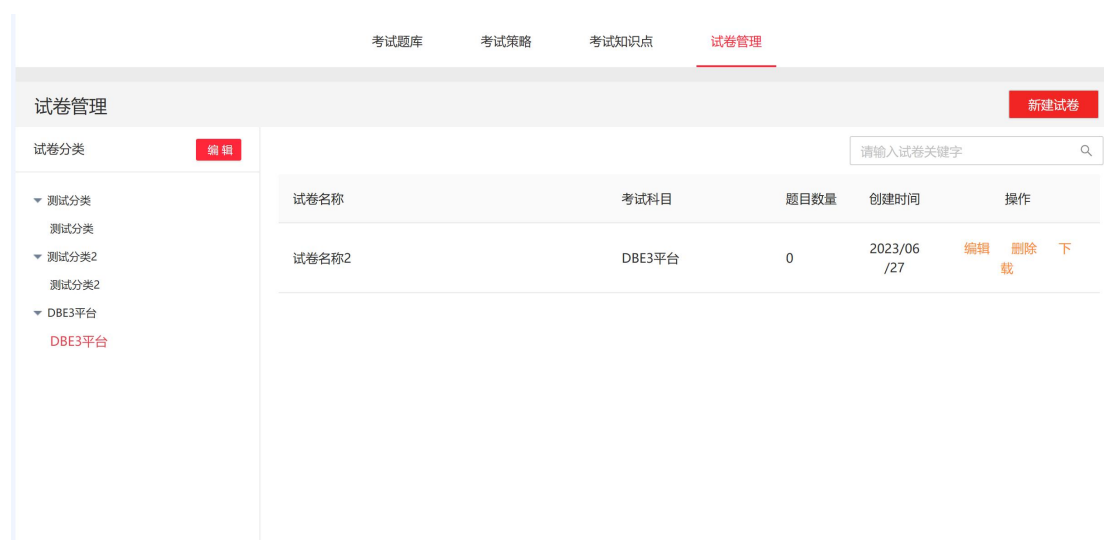 考试题库 考试策略 考试知识点 试卷管理
试卷管理 新建试卷
试卷分类 编辑 请输入试卷关键字
测试分类
测试分类
测试分类2
测试分类2
DBE3平台
DBE3平台
试卷名称 考试科目 题目数量 创建时间 操作
试卷名称2 DBE3平台 0 2023/06
/27 编辑 删除 下
载